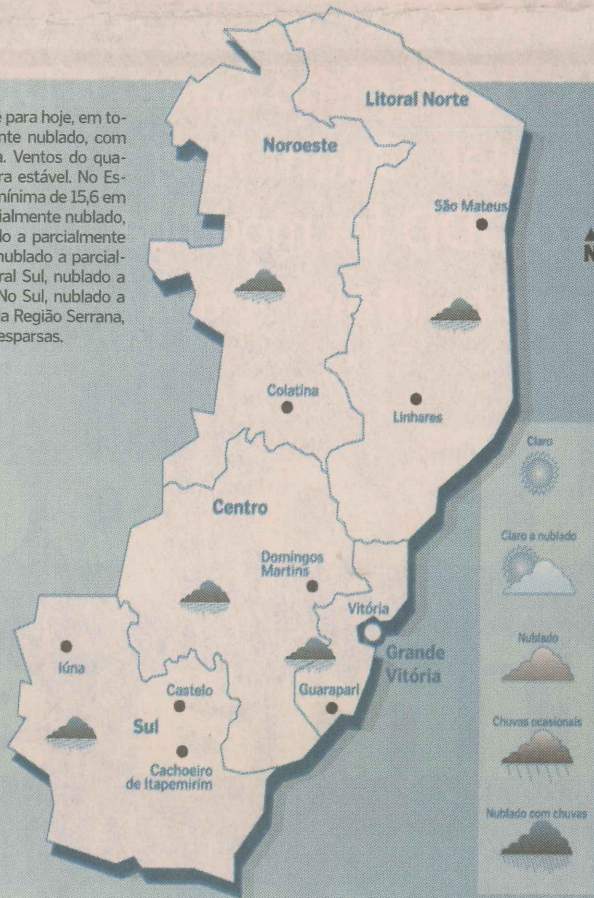 e para hoje, em to-
nte nublado, com
a. Ventos do qua-
ra estável. No Es-
mínima de 15,6 em
ialmente nublado,
do a parcialmente
nublado a parcial-
ral Sul, nublado a
No Sul, nublado a
a Região Serrana,
esparsas.
Litoral Norte
Noroeste
São Mateus
N
Colatina
Linhares
Centro
Domingos
Martins
Vitória
Grande
Vitória
Iúna
Castelo
Guarapari
Sul
Cachoeiro
de Itapemirim
Claro
Claro a nublado
Nublado
Chuvas ocasionais
Nublado com chuvas